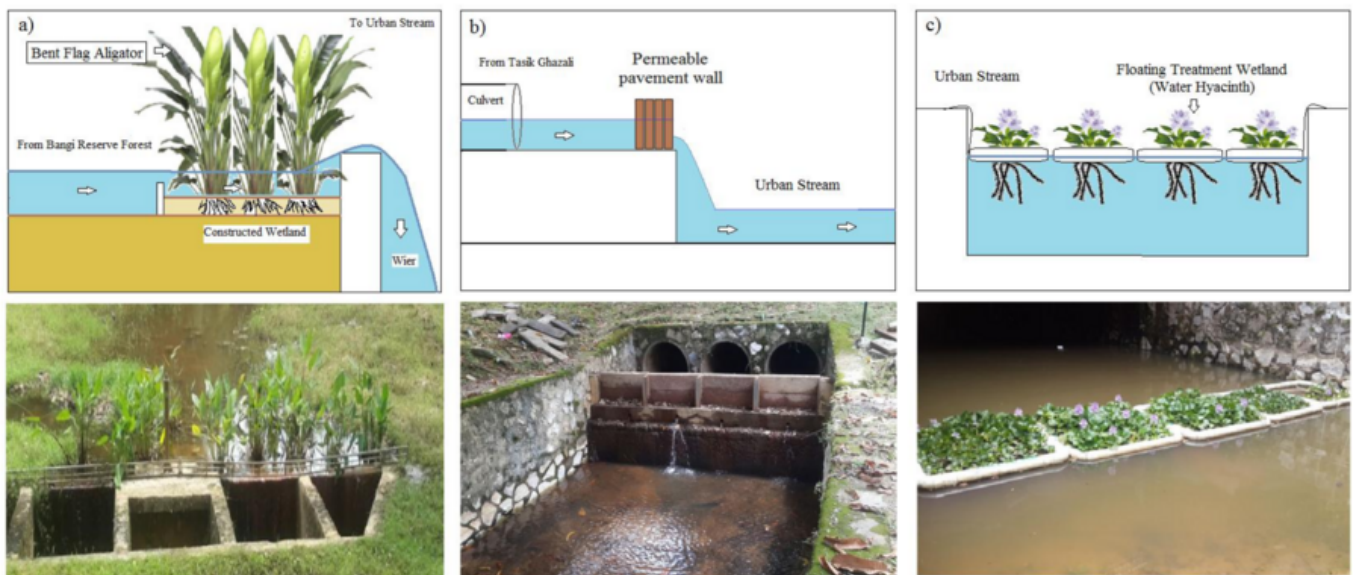 a)
To Urban Stream
Bent Flag Aligator
From Bangi Reserve Forest
Constructed Wetland
Wier
b)
From Tasik Ghazali
Permeable
pavement wall
Culvert
Urban Stream
c)
Urban Stream
Floating Treatment Wetland
(Water Hyacinth)